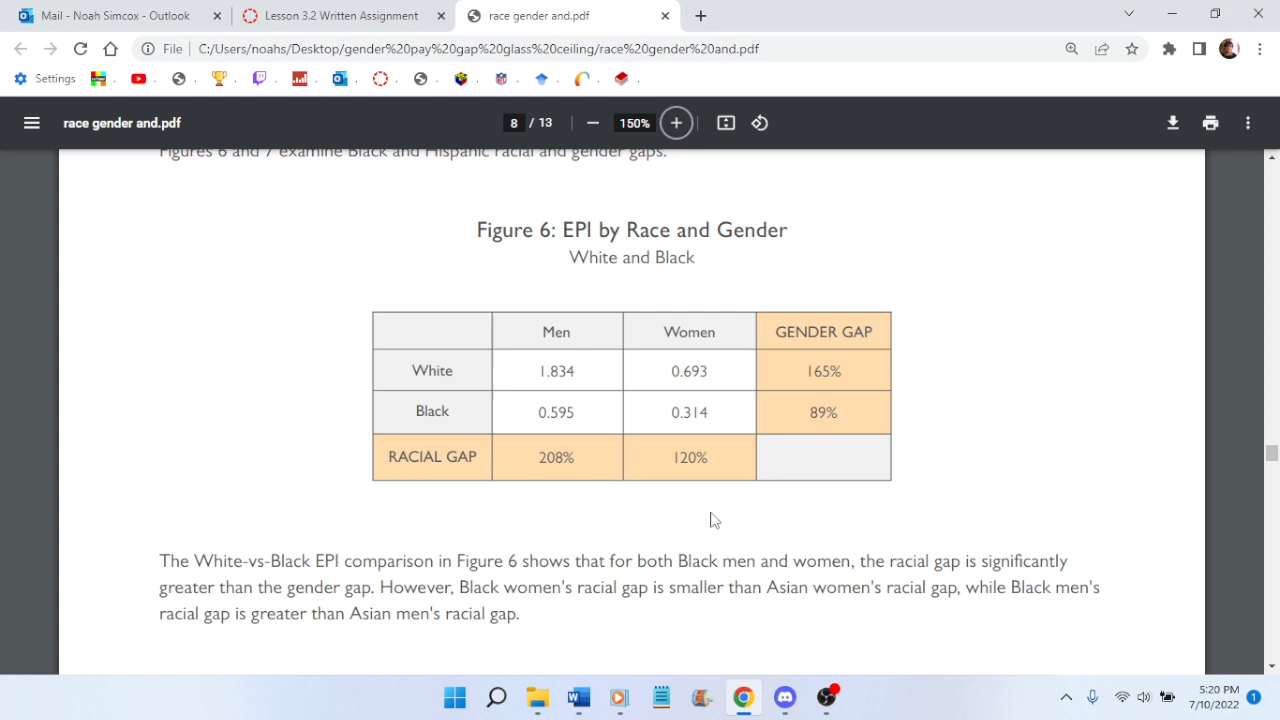 Mail - Noah Simcox - Outlook
Lesson 3.2 Written Assignment
race gender and.pdf
File C:/Users/noahs/Desktop/gender%20pay%20gap%20glass%20ceiling/race%20gender%20and.pdf
Settings
race gender and.pdf
8 / 13
150%
Figures 6 and 7 examine Black and Hispanic racial and gender gaps.
Figure 6: EPI by Race and Gender
White and Black
Men Women GENDER GAP
White 1.834 0.693 165%
Black 0.595 0.314 89%
RACIAL GAP 208% 120%
The White-vs-Black EPI comparison in Figure 6 shows that for both Black men and women, the racial gap is significantly
greater than the gender gap. However, Black women's racial gap is smaller than Asian women's racial gap, while Black men's
racial gap is greater than Asian men's racial gap.
5:20 PM
7/10/2022
1